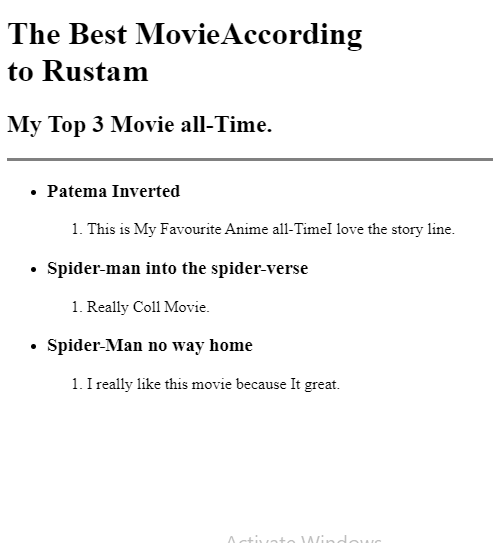 The Best MovieAccording
to Rustam
My Top 3 Movie all-Time.
Patema Inverted
1. This is My Favourite Anime all-TimeI love the story line.
Spider-man into the spider-verse
1. Really Coll Movie.
Spider-Man no way home
1. I really like this movie because It great.
Activate Windows